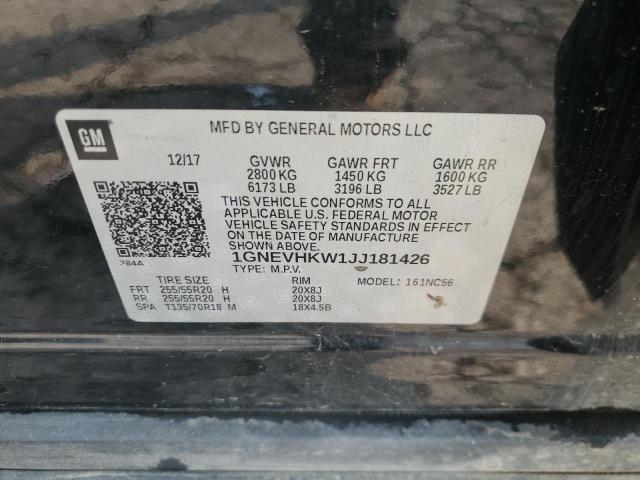 GM
MFD BY GENERAL MOTORS LLC
12/17 GVWR GAWR FRT GAWR RR
2800 KG 1450 KG 1600 KG
6173 LB 3196 LB 3527 LB
THIS VEHICLE CONFORMS TO ALL
APPLICABLE U.S. FEDERAL MOTOR
VEHICLE SAFETY STANDARDS IN EFFECT
ON THE DATE OF MANUFACTURE
SHOWN ABOVE.
384A 1GNEVHKW1JJ181426
TYPE: M.P.V. MODEL: 161NC56
TIRE SIZE RIM
FRT 255/55R20 H 20X8J
RR 255/55R20 H 20X8J
SPA T135/70R18 M 18X4.5B